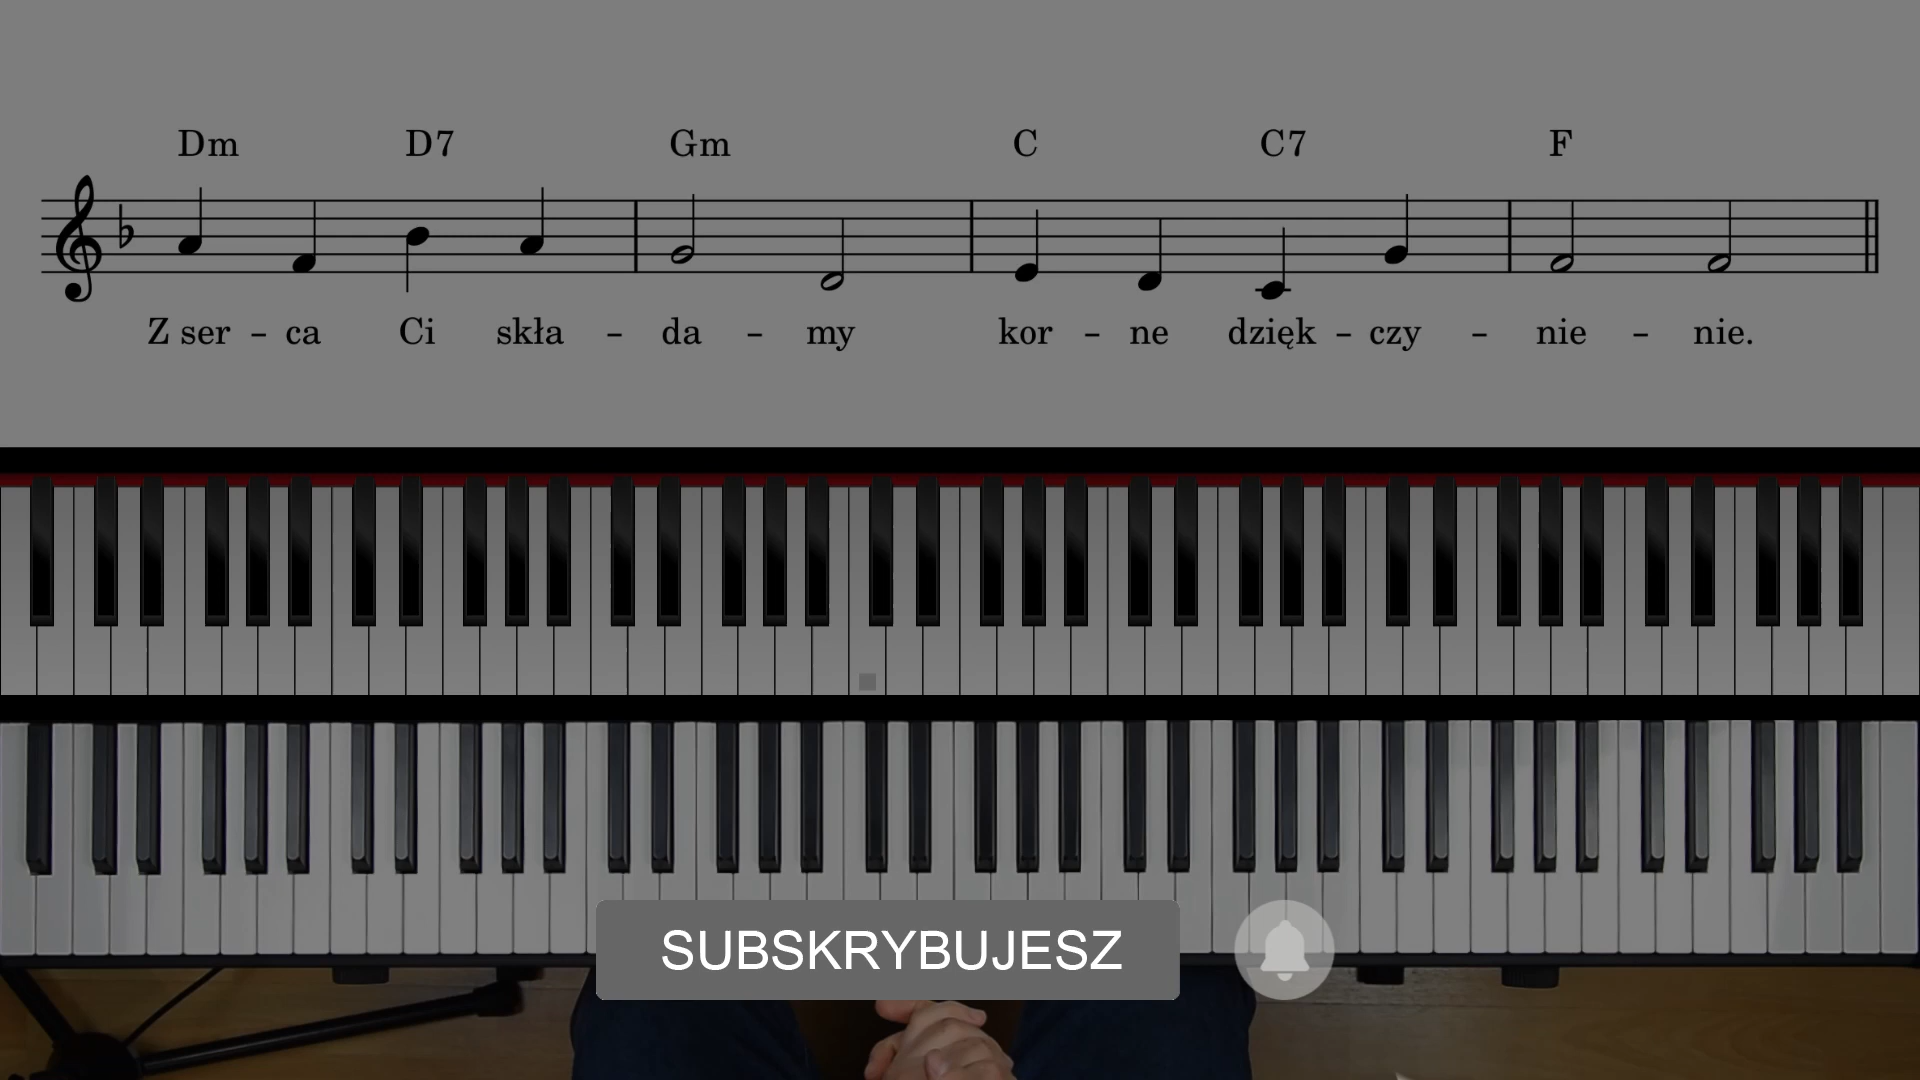 Dm D7 Gm C C7 F
Z ser - ca Ci skła - da - my kor - ne dzięk - czy - nie - nie.
SUBSKRYBUJESZ